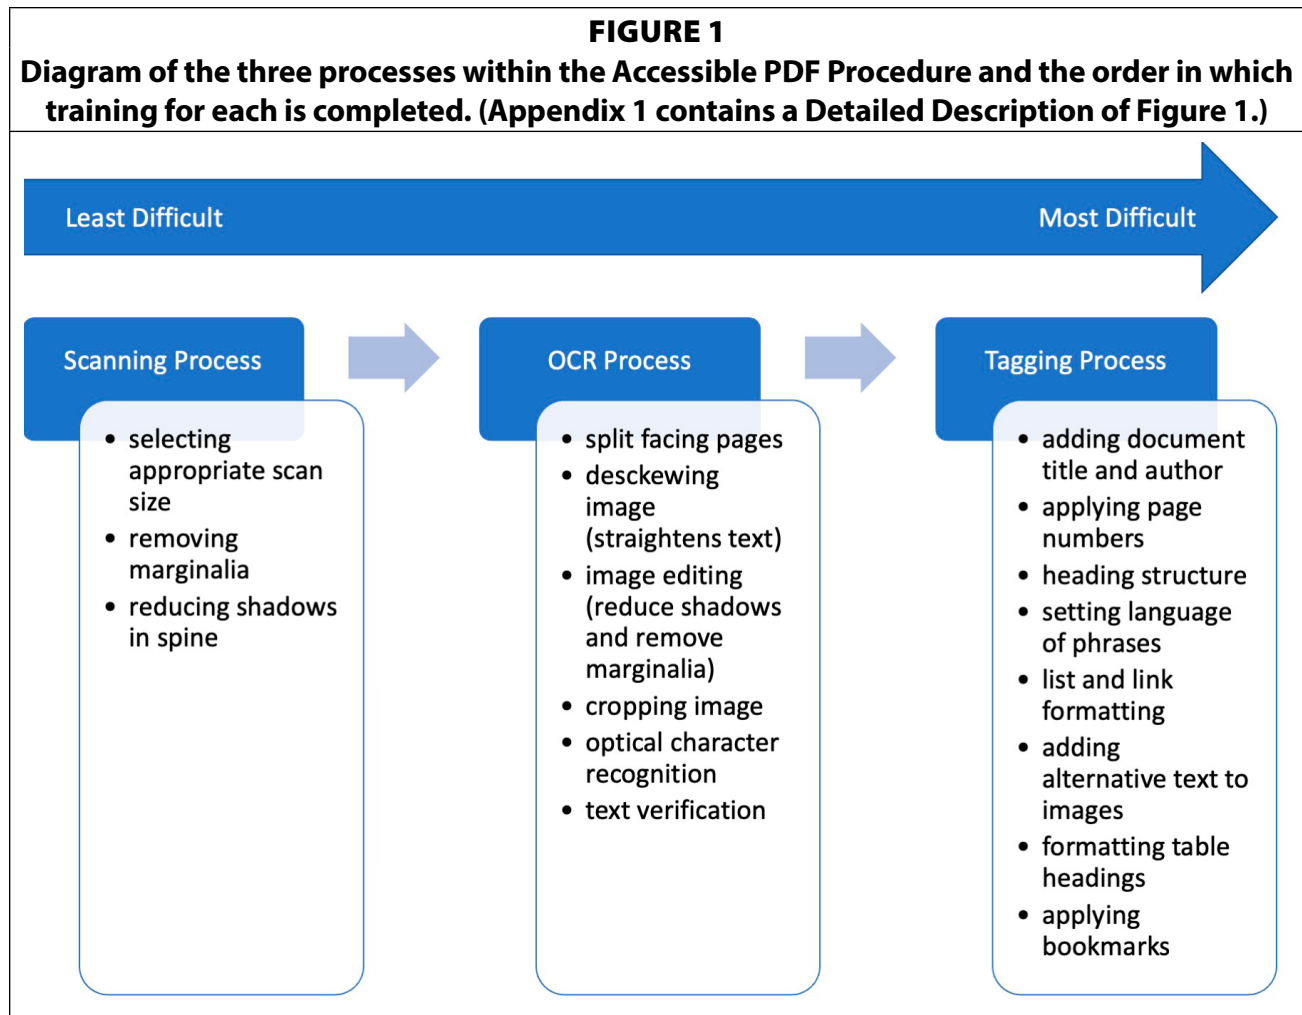 FIGURE 1
Diagram of the three processes within the Accessible PDF Procedure and the order in which
training for each is completed. (Appendix 1 contains a Detailed Description of Figure 1.)
Least Difficult
Most Difficult
Scanning Process
• selecting
appropriate scan
size
• removing
marginalia
• reducing shadows
in spine
OCR Process
• split facing pages
• desckewing
image
(straightens text)
• image editing
(reduce shadows
and remove
marginalia)
• cropping image
• optical character
recognition
• text verification
Tagging Process
• adding document
title and author
• applying page
numbers
• heading structure
• setting language
of phrases
• list and link
formatting
• adding
alternative text to
images
• formatting table
headings
• applying
bookmarks